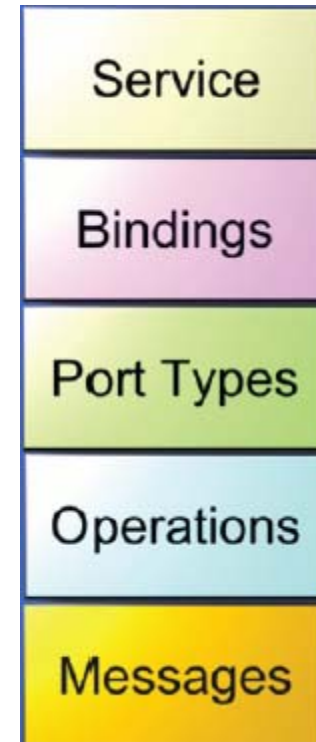 Service
Bindings
Port Types
Operations
Messages